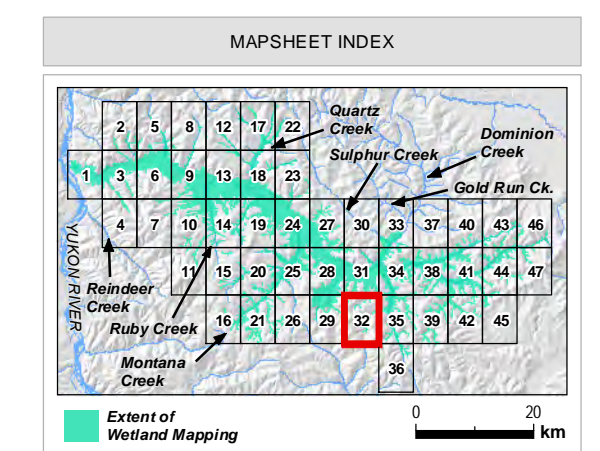 MAPSHEET INDEX
2 5 8 12 17 22
Quartz
Creek
Dominion
Creek
Sulphur Creek
1 3 6 9 13 18 23
Gold Run Ck.
4 7 10 14 19 24 27 30 33 37 40 43 46
YUKON RIVER
11 15 20 25 28 31 34 38 41 44 47
Reindeer
Creek
Ruby Creek
16 21 26 29 32 35 39 42 45
Montana
Creek
36
Extent of
Wetland Mapping
0 20
km